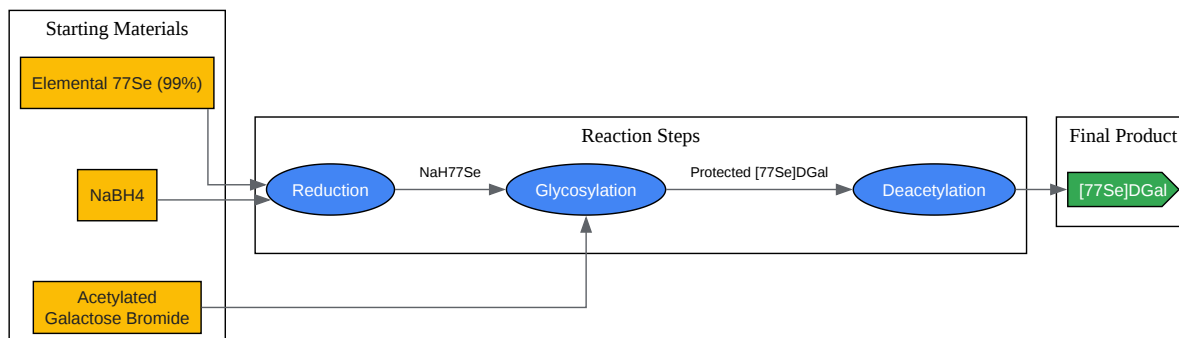 Starting Materials
Elemental 77Se (99%)
NaBH4
Acetylated
Galactose Bromide
Reaction Steps
Reduction
NaH77Se
Glycosylation
Protected [77Se]DGal
Deacetylation
Final Product
[77Se]DGal